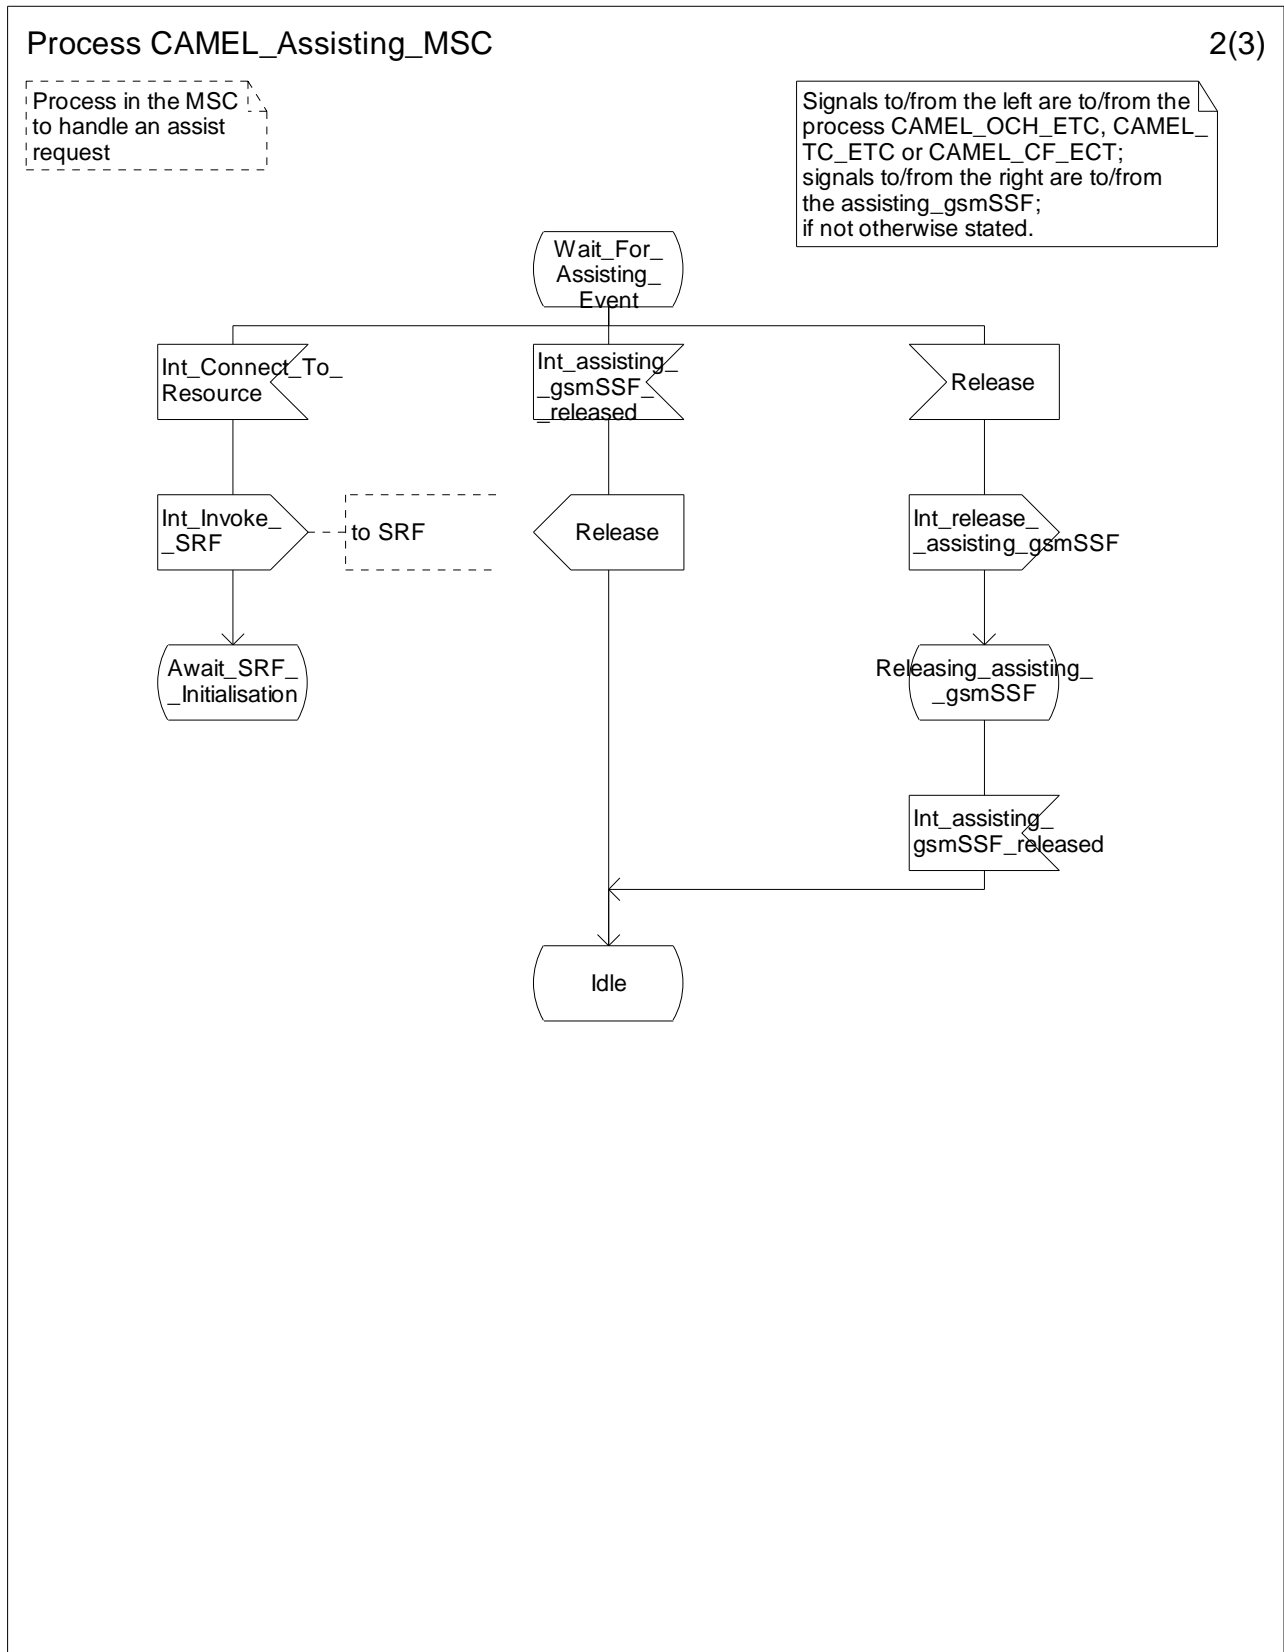 Process CAMEL_Assisting_MSC
2(3)
Process in the MSC
to handle an assist
request
Signals to/from the left are to/from the
process CAMEL_OCH_ETC, CAMEL_
TC_ETC or CAMEL_CF_ECT;
signals to/from the right are to/from
the assisting_gsmSSF;
if not otherwise stated.
Wait_For_
Assisting_
Event
Int_Connect_To_
Resource
Int_assisting_
_gsmSSF_
_released
Release
Int_Invoke_
_SRF
to SRF
Release
Int_release_
_assisting_gsmSSF
Await_SRF_
_Initialisation
Releasing_assisting_
_gsmSSF
Int_assisting_
gsmSSF_released
Idle